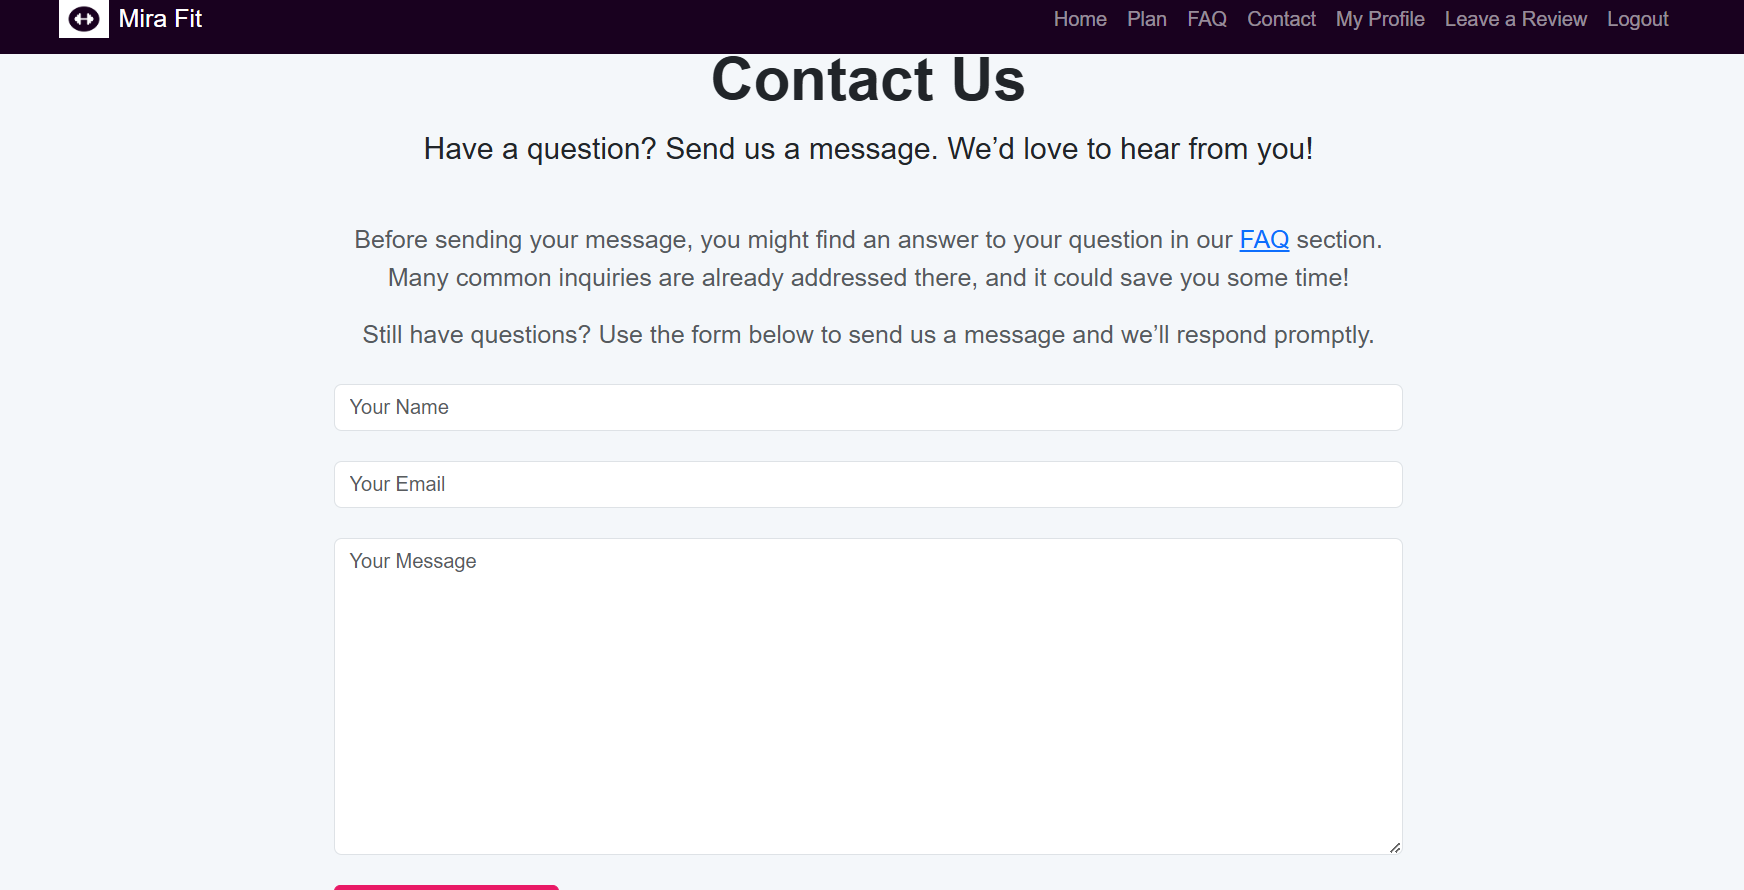 Mira Fit
Home Plan FAQ Contact My Profile Leave a Review Logout
Contact Us
Have a question? Send us a message. We’d love to hear from you!
Before sending your message, you might find an answer to your question in our FAQ section.
Many common inquiries are already addressed there, and it could save you some time!
Still have questions? Use the form below to send us a message and we’ll respond promptly.
Your Name
Your Email
Your Message